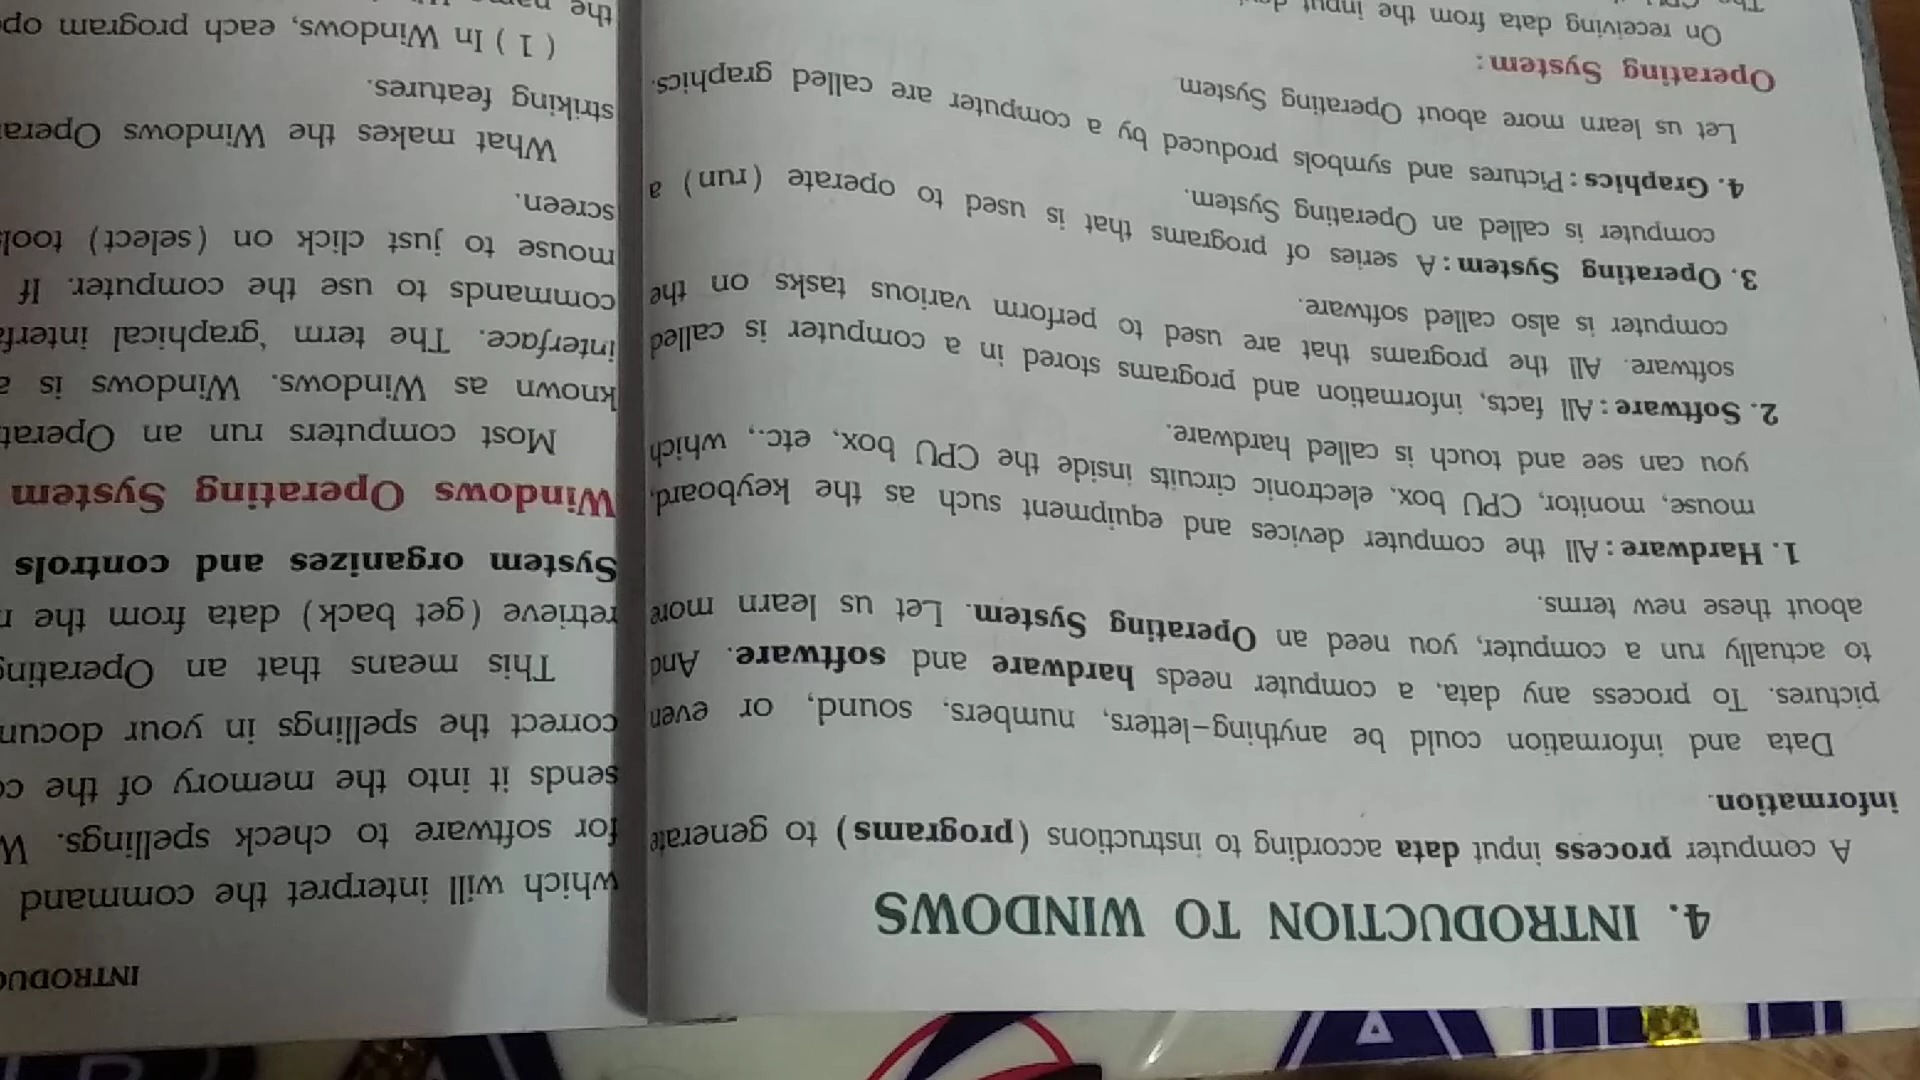 4. INTRODUCTION TO WINDOWS
A computer process input data according to instructions (programs) to generate
information.
Data and information could be anything-letters, numbers, sound, or even
pictures. To process any data, a computer needs hardware and software. And
to actually run a computer, you need an Operating System. Let us learn more
about these new terms.
1. Hardware : All the computer devices and equipment such as the keyboard,
mouse, monitor, CPU box, electronic circuits inside the CPU box, etc., which
you can see and touch is called hardware.
2. Software : All facts, information and programs stored in a computer is called
software. All the programs that are used to perform various tasks on the
computer is also called software.
3. Operating System : A series of programs that is used to operate (run) a
computer is called an Operating System.
4. Graphics : Pictures and symbols produced by a computer are called graphics.
Let us learn more about Operating System
Operating System :
On receiving data from the input
The
INTRODUC
which will interpret the command
for software to check spellings. W
sends it into the memory of the co
correct the spellings in your docun
This means that an Operating
retrieve (get back) data from the
System organizes and controls
Windows Operating System
Most computers run an Operat
known as Windows. Windows is a
interface. The term 'graphical interfa
commands to use the computer. If
mouse to just click on (select) tool
screen.
What makes the Windows Opera
striking features.
( 1 ) In Windows, each program op
the